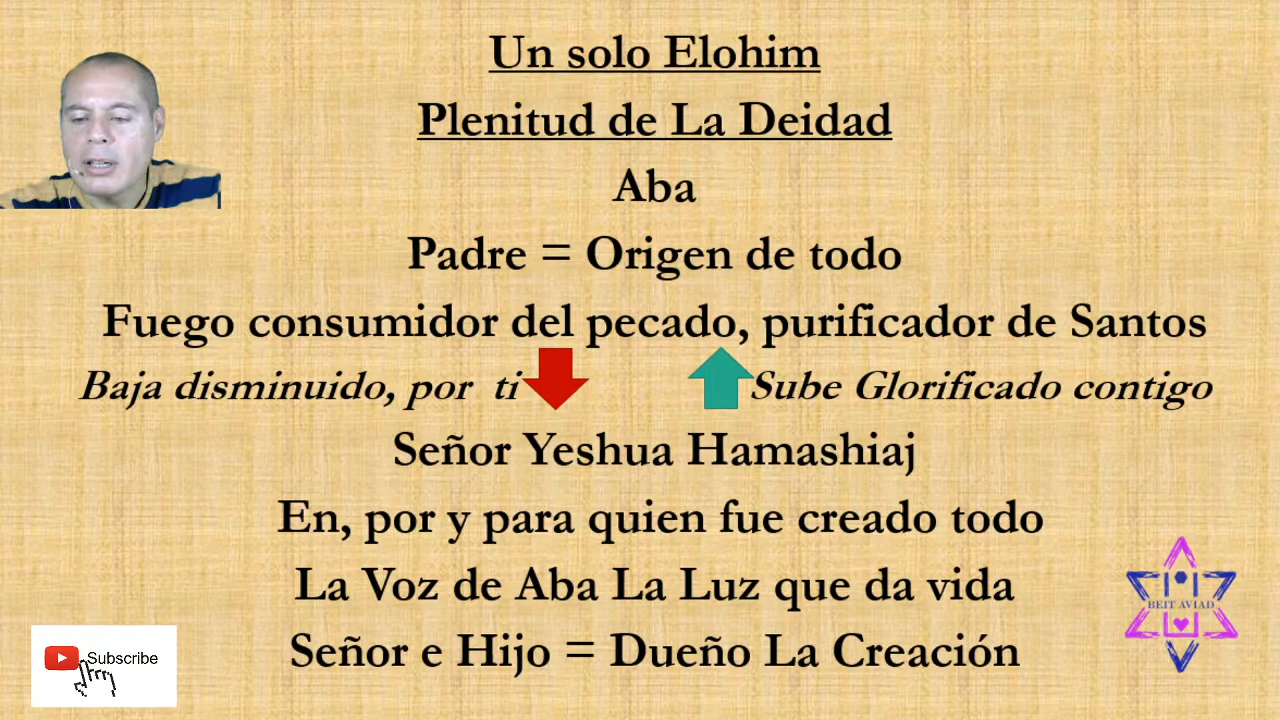 Un solo Elohim
Plenitud de La Deidad
Aba
Padre = Origen de todo
Fuego consumidor del pecado, purificador de Santos
Baja disminuido, por ti
Sube Glorificado contigo
Señor Yeshua Hamashiaj
En, por y para quien fue creado todo
La Voz de Aba La Luz que da vida
Señor e Hijo = Dueño La Creación
BEIT AVIAD
Subscribe